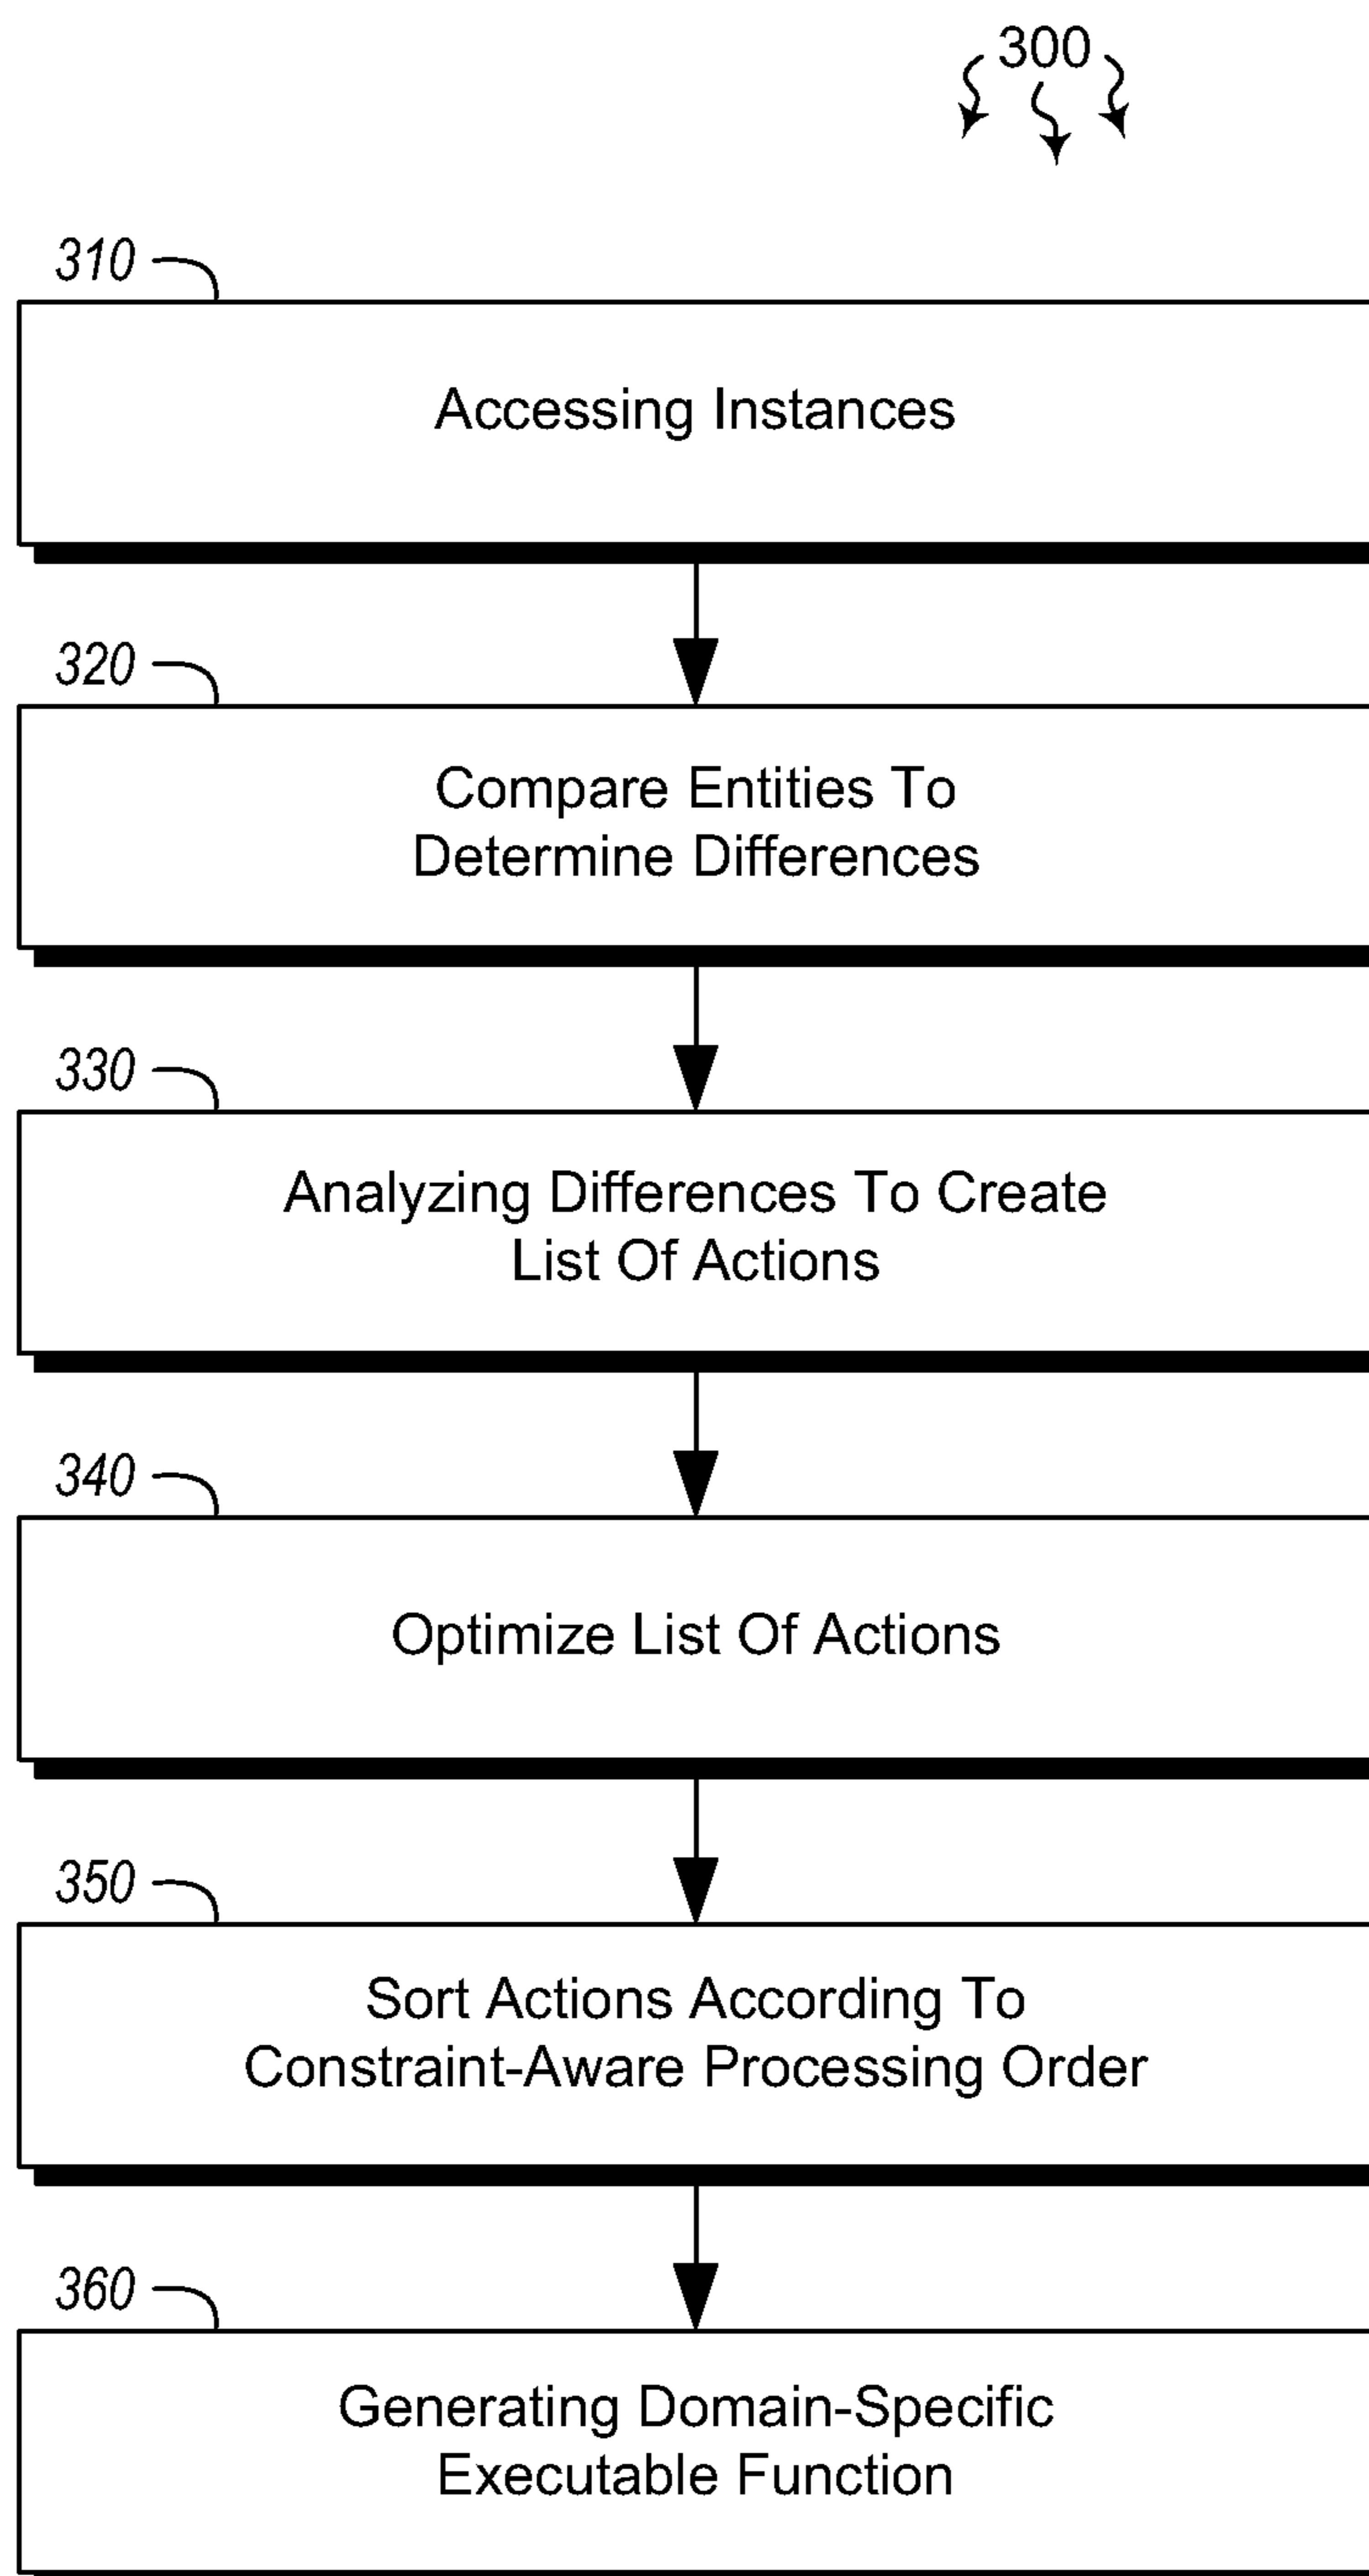 300
310
Accessing Instances
320
Compare Entities To
Determine Differences
330
Analyzing Differences To Create
List Of Actions
340
Optimize List Of Actions
350
Sort Actions According To
Constraint-Aware Processing Order
360
Generating Domain-Specific
Executable Function